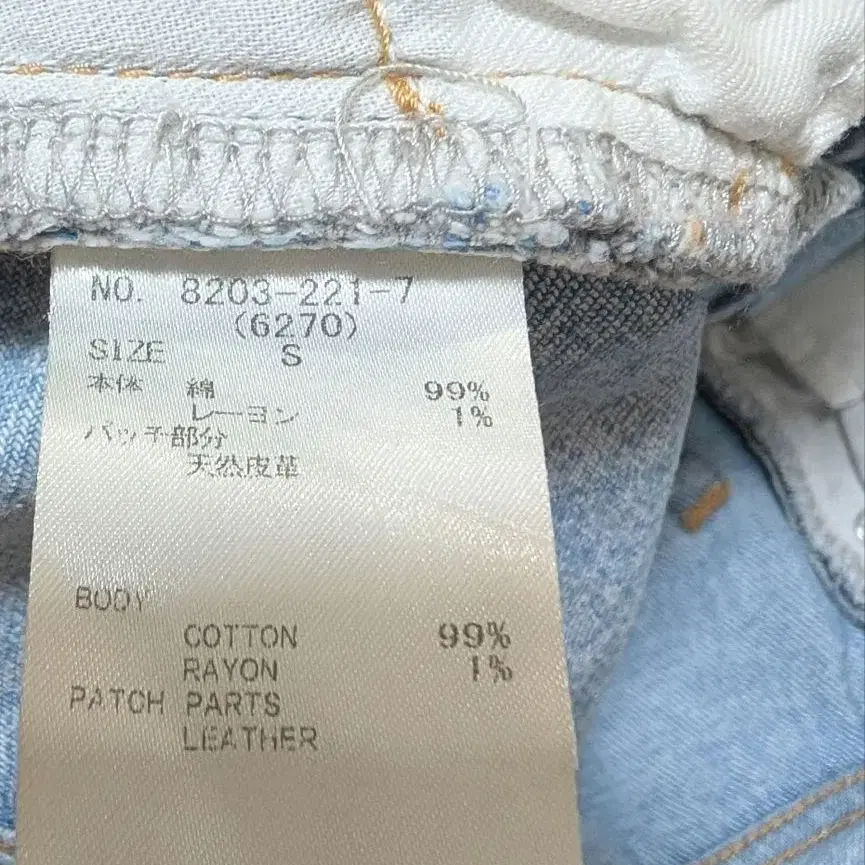 NO. 8203-221-7
(6270)
SIZE S
本体 綿 99%
レーヨン 1%
パッチ部分
天然皮革
BODY
COTTON 99%
RAYON 1%
PATCH PARTS
LEATHER